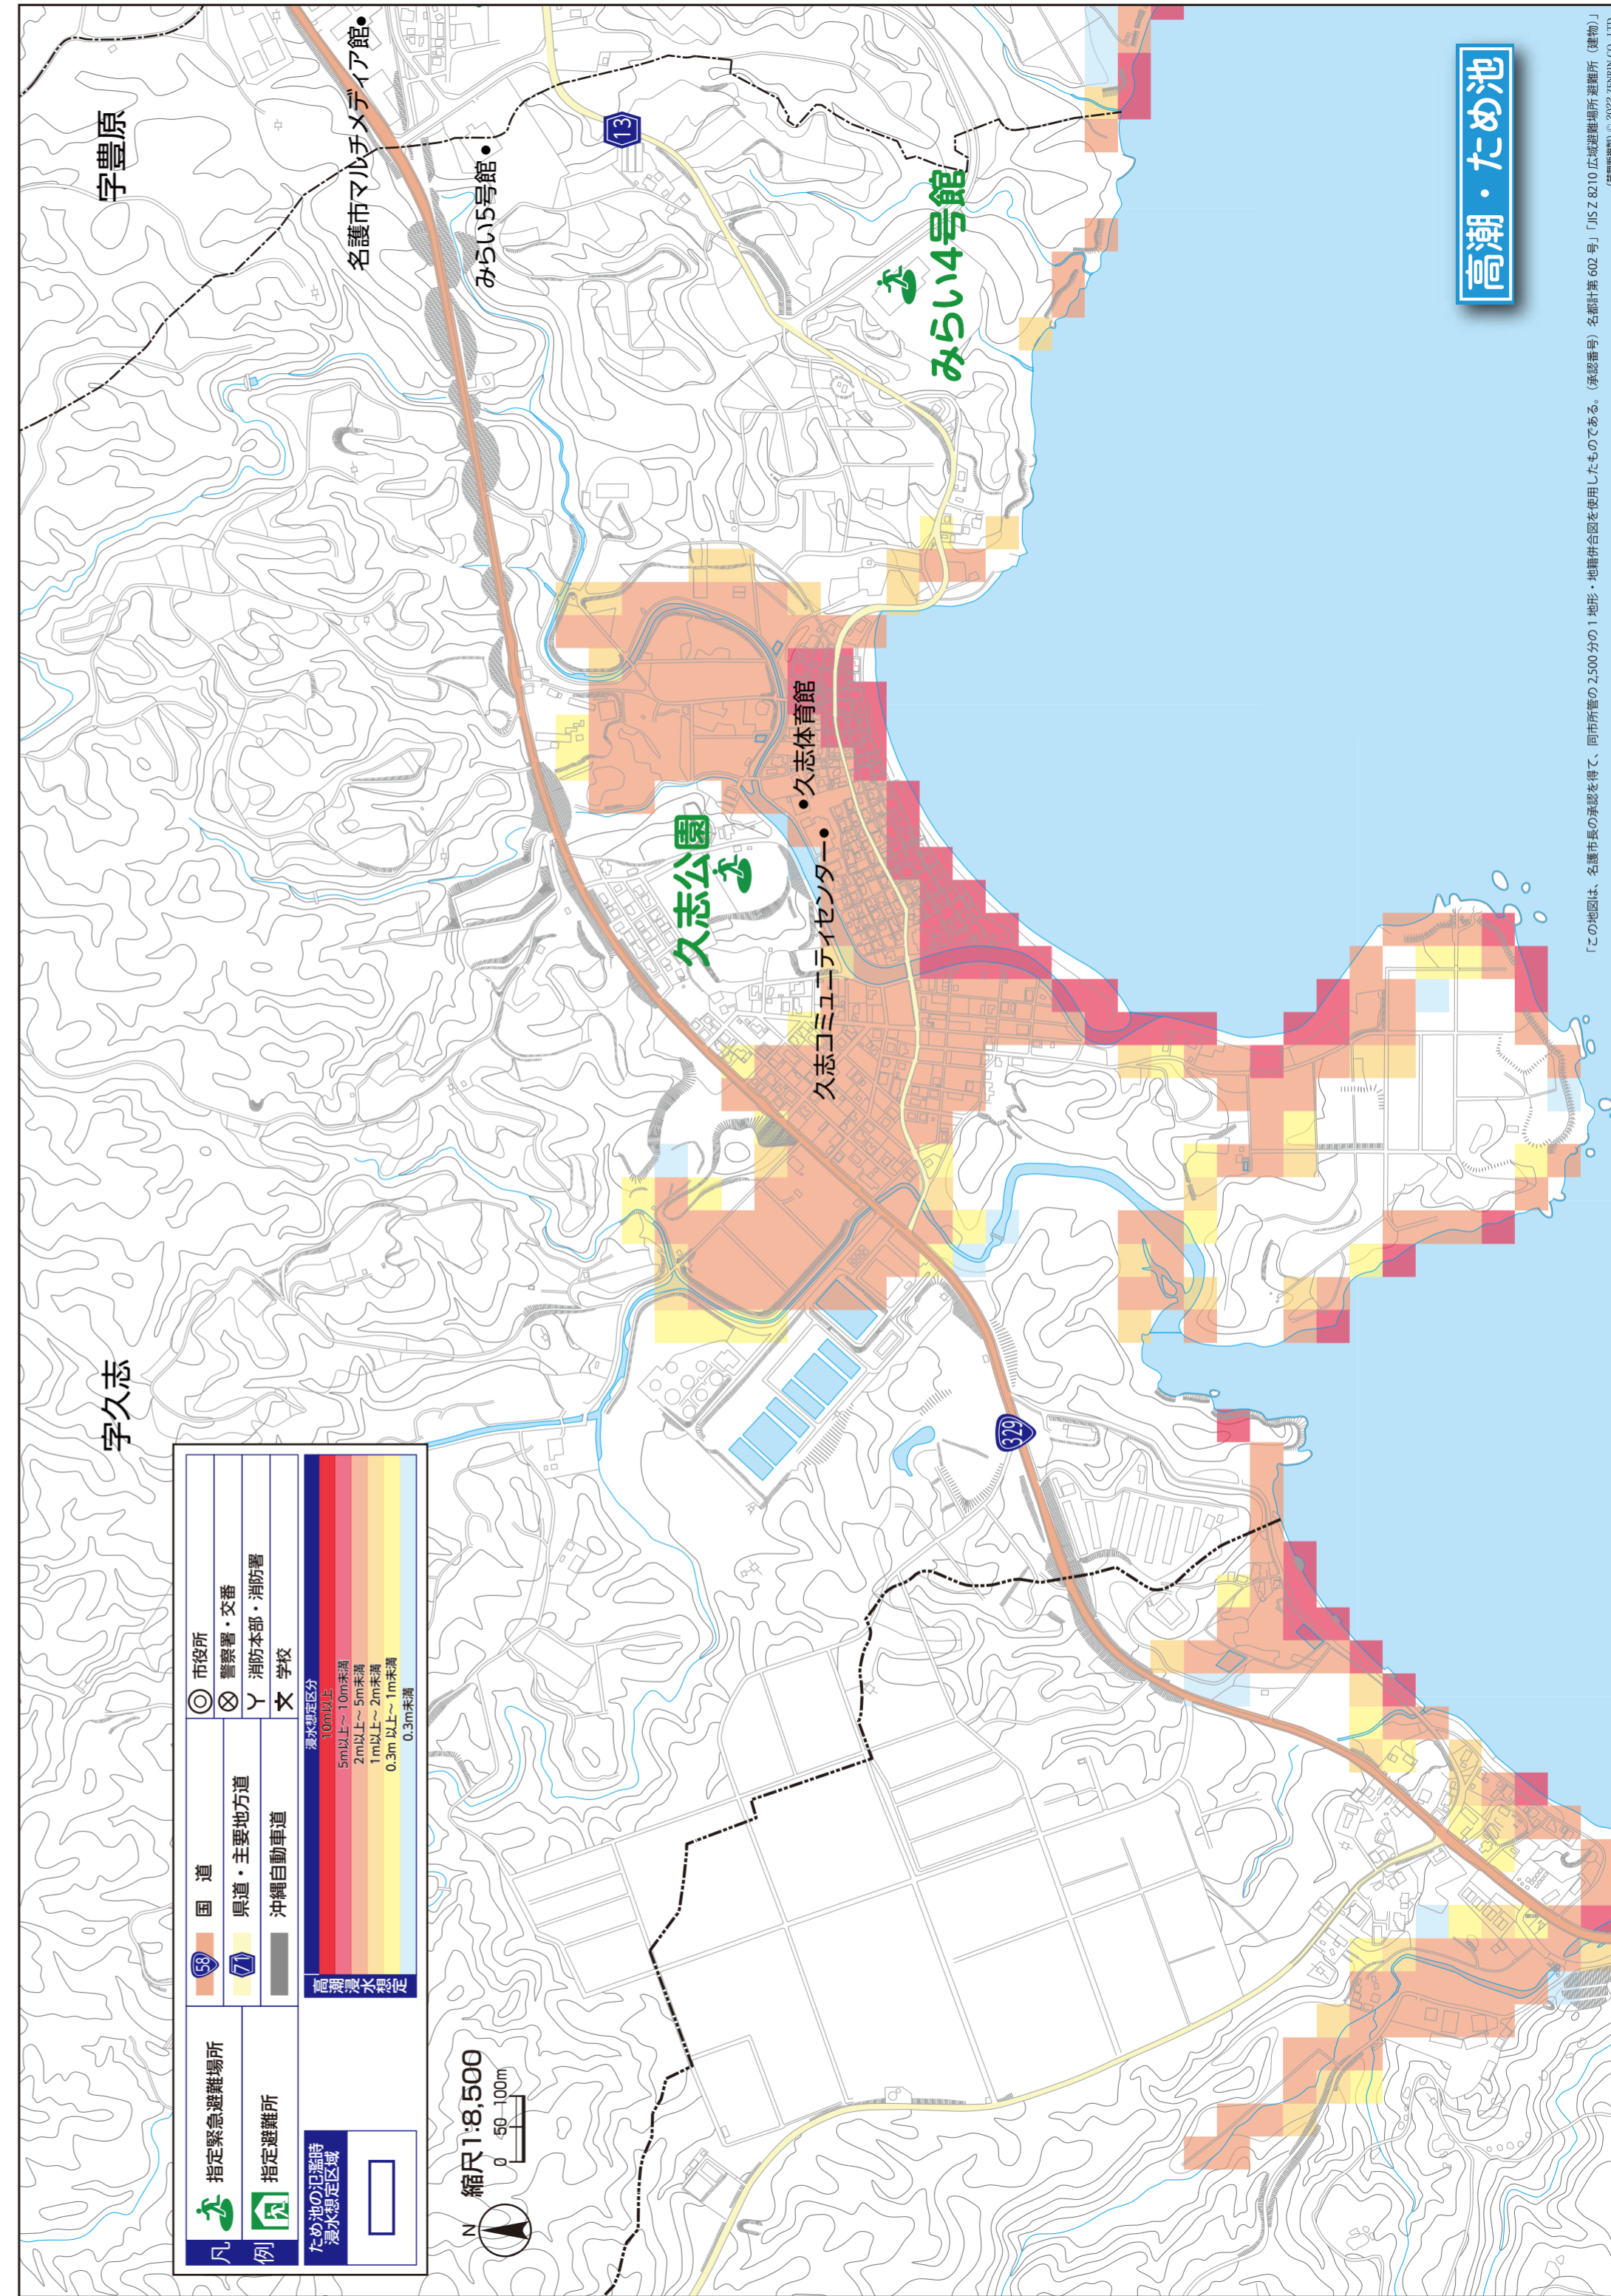 高潮・ため池
字豊原
名護市マルチメディア館
みらい5号館
13
みらい4号館
久志公園
久志体育館
久志コミュニティセンター
字久志
329
凡例
指定緊急避難場所
指定避難所
58
国 道
71
県道・主要地方道
沖縄自動車道
市役所
警察署・交番
消防本部・消防署
学校
ため池の氾濫時
浸水想定区域
高潮浸水想定
浸水想定区分
10m以上
5m以上～10m未満
2m以上～5m未満
1m以上～2m未満
0.3m 以上～1m未満
0.3m未満
N
縮尺1:8,500
0 50 100m
「この地図は、名護市長の承認を得て、同市所管の 2,500 分の 1 地形・地籍併合図を使用したものである。（承認番号）名都計第 602 号」「JIS Z 8210 広域避難場所 避難所（建物）」